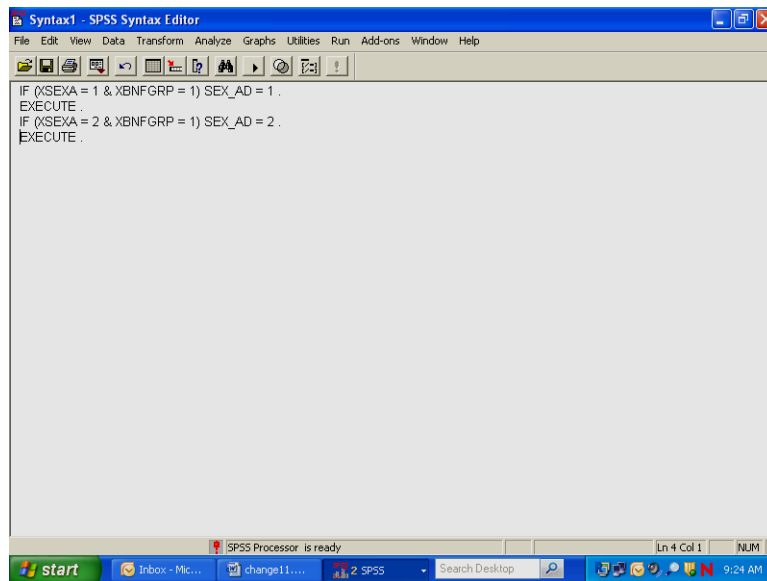 Syntax1 - SPSS Syntax Editor
File Edit View Data Transform Analyze Graphs Utilities Run Add-ons Window Help
IF (XSEXA = 1 & XBNFGRP = 1) SEX_AD = 1 .
EXECUTE .
IF (XSEXA = 2 & XBNFGRP = 1) SEX_AD = 2 .
EXECUTE .
SPSS Processor is ready
Ln 4 Col 1
NUM
start
Inbox - Mic...
change11....
2 SPSS
Search Desktop
9:24 AM